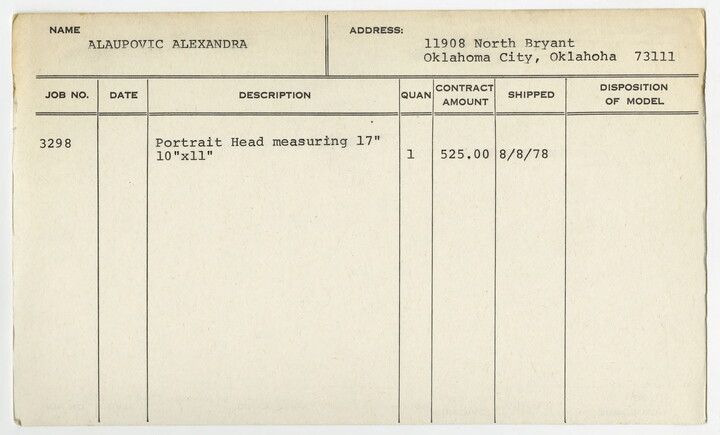 NAME
ALAUPOVIC ALEXANDRA
ADDRESS:
11908 North Bryant
Oklahoma City, Oklahoha 73111
JOB NO. DATE DESCRIPTION QUAN CONTRACT AMOUNT SHIPPED DISPOSITION OF MODEL
3298 Portrait Head measuring 17"
10"x11" 1 525.00 8/8/78